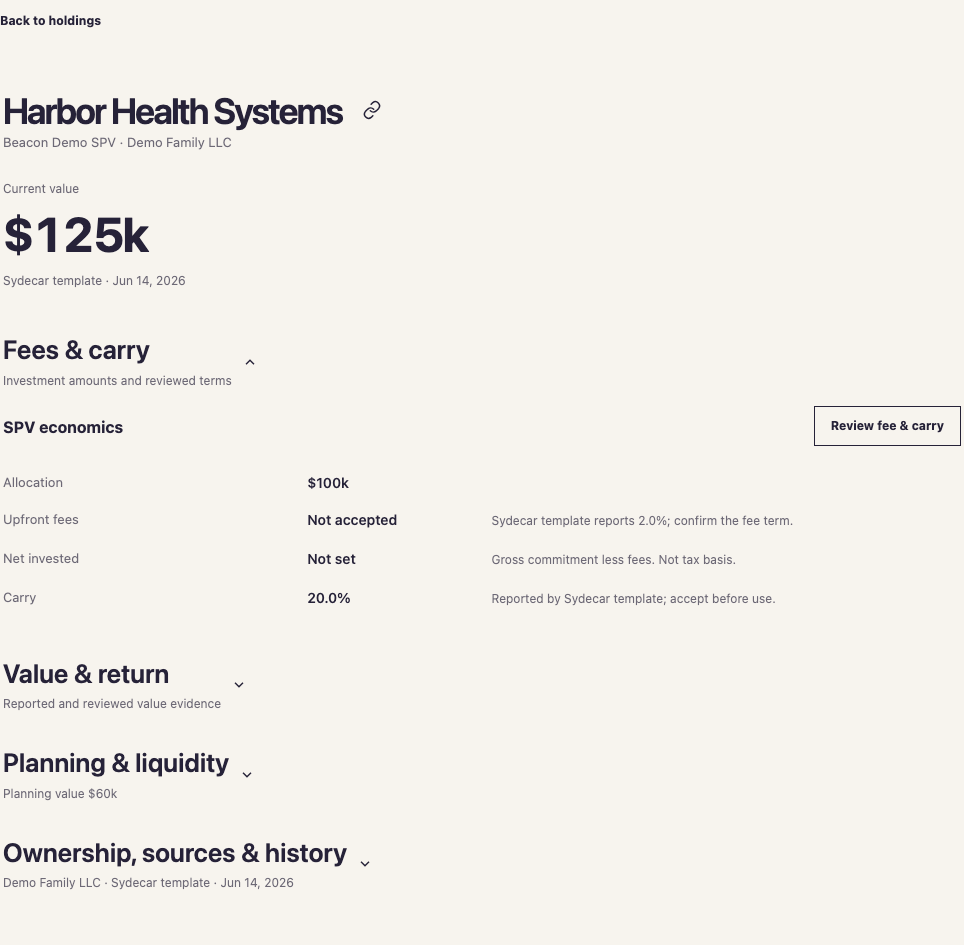 Back to holdings
Harbor Health Systems
Beacon Demo SPV · Demo Family LLC
Current value
$125k
Sydecar template · Jun 14, 2026
Fees & carry
Investment amounts and reviewed terms
SPV economics
Review fee & carry
Allocation $100k
Upfront fees Not accepted Sydecar template reports 2.0%; confirm the fee term.
Net invested Not set Gross commitment less fees. Not tax basis.
Carry 20.0% Reported by Sydecar template; accept before use.
Value & return
Reported and reviewed value evidence
Planning & liquidity
Planning value $60k
Ownership, sources & history
Demo Family LLC · Sydecar template · Jun 14, 2026